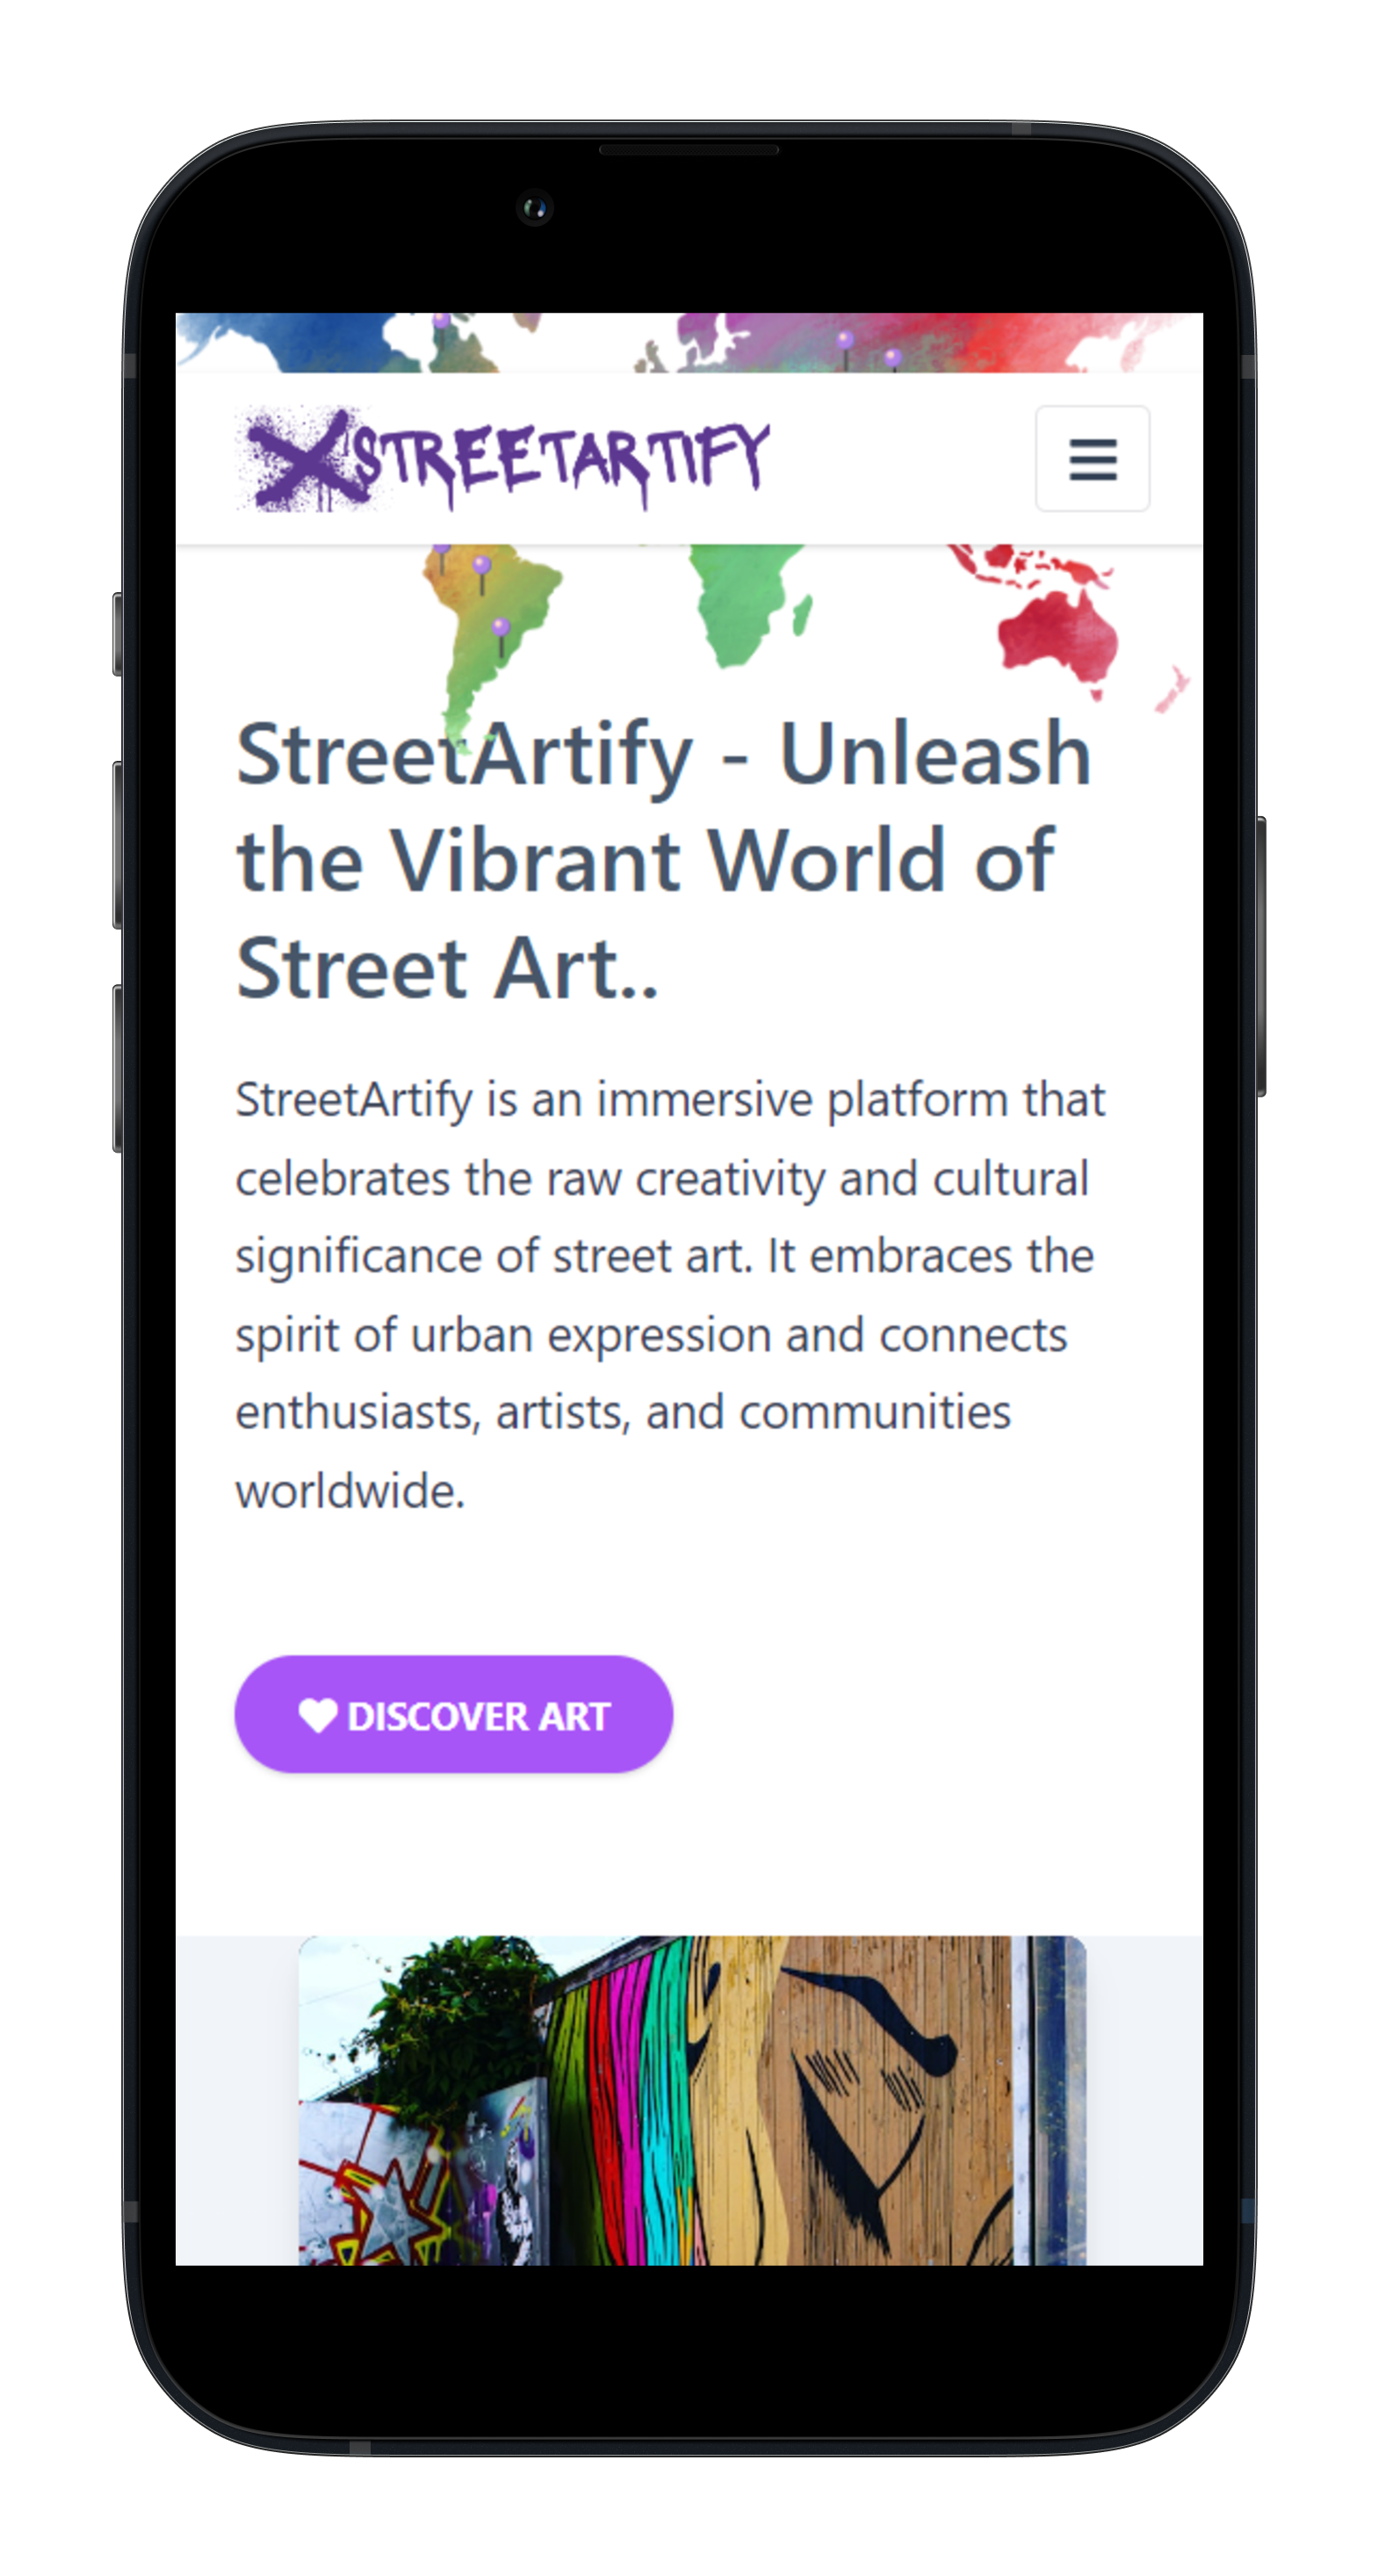 XSTREETARTIFY
StreetArtify - Unleash
the Vibrant World of
Street Art..
StreetArtify is an immersive platform that
celebrates the raw creativity and cultural
significance of street art. It embraces the
spirit of urban expression and connects
enthusiasts, artists, and communities
worldwide.
DISCOVER ART